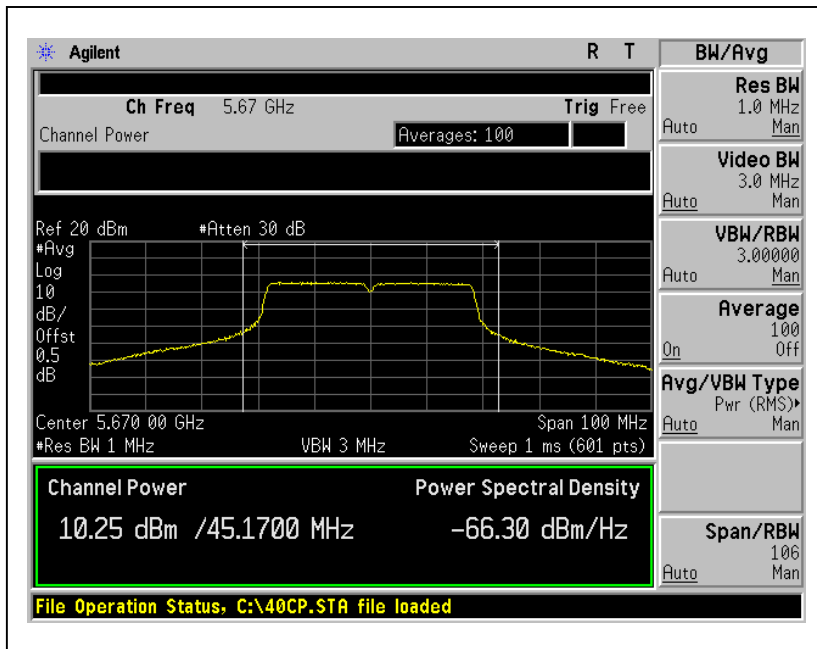 Agilent R T
Ch Freq 5.67 GHz Trig Free
Channel Power Averages: 100
Ref 20 dBm #Atten 30 dB
#Avg
Log
10
dB/
Offst
0.5
dB
Center 5.670 00 GHz Span 100 MHz
#Res BW 1 MHz VBW 3 MHz Sweep 1 ms (601 pts)
Channel Power Power Spectral Density
10.25 dBm /45.1700 MHz -66.30 dBm/Hz
File Operation Status, C:\40CP.STA file loaded
BW/Avg
Res BW
1.0 MHz
Auto Man
Video BW
3.0 MHz
Auto Man
VBW/RBW
3.00000
Auto Man
Average
100
On Off
Avg/VBW Type
Pwr (RMS)▸
Auto Man
Span/RBW
106
Auto Man